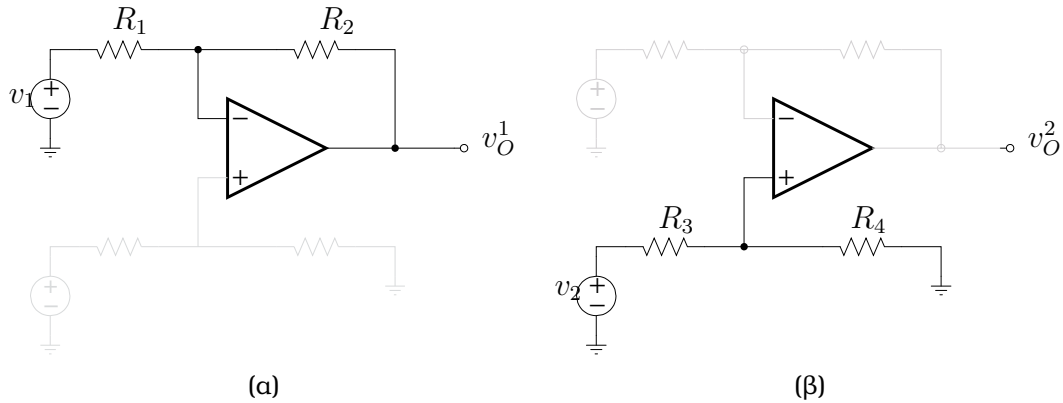 R₁ R₂
v₁ + −
− +
v_O^1
(α)
− +
v_O^2
R₃ R₄
v₂ + −
(β)